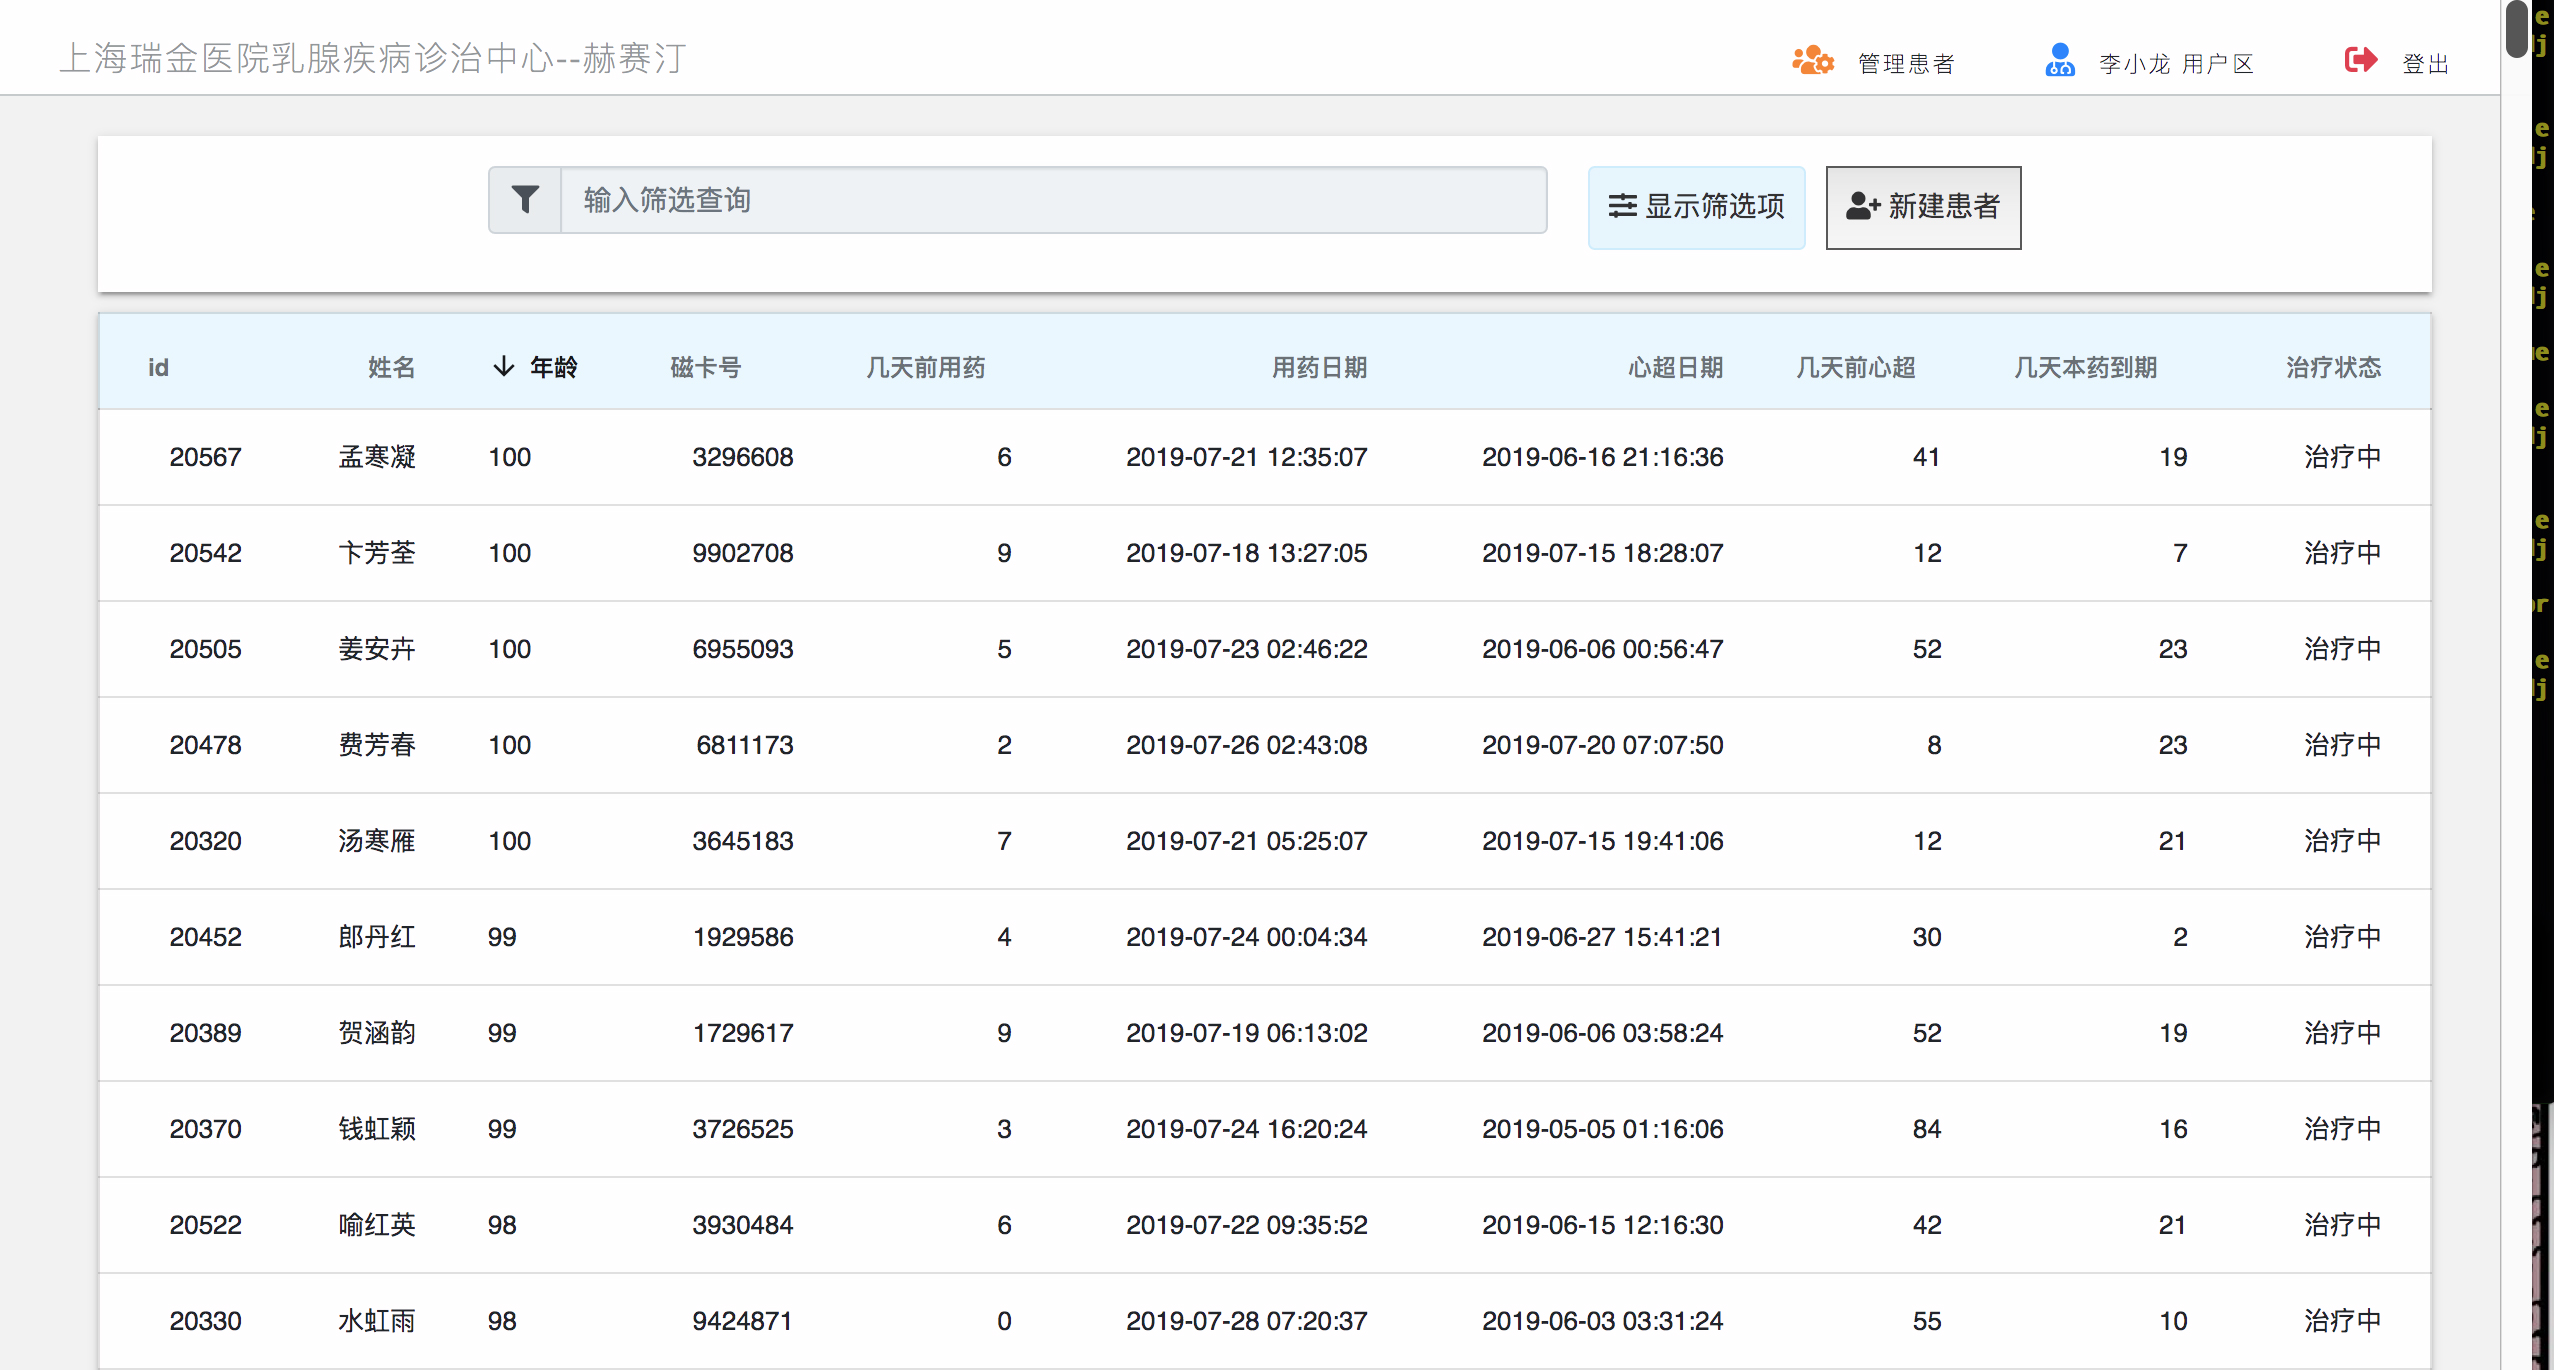 上海瑞金医院乳腺疾病诊治中心--赫赛汀 管理患者 李小龙 用户区 登出
输入筛选查询 显示筛选项 新建患者
id 姓名 年龄 磁卡号 几天前用药 用药日期 心超日期 几天前心超 几天本药到期 治疗状态
20567 孟寒凝 100 3296608 6 2019-07-21 12:35:07 2019-06-16 21:16:36 41 19 治疗中
20542 卞芳荃 100 9902708 9 2019-07-18 13:27:05 2019-07-15 18:28:07 12 7 治疗中
20505 姜安卉 100 6955093 5 2019-07-23 02:46:22 2019-06-06 00:56:47 52 23 治疗中
20478 费芳春 100 6811173 2 2019-07-26 02:43:08 2019-07-20 07:07:50 8 23 治疗中
20320 汤寒雁 100 3645183 7 2019-07-21 05:25:07 2019-07-15 19:41:06 12 21 治疗中
20452 郎丹红 99 1929586 4 2019-07-24 00:04:34 2019-06-27 15:41:21 30 2 治疗中
20389 贺涵韵 99 1729617 9 2019-07-19 06:13:02 2019-06-06 03:58:24 52 19 治疗中
20370 钱虹颖 99 3726525 3 2019-07-24 16:20:24 2019-05-05 01:16:06 84 16 治疗中
20522 喻红英 98 3930484 6 2019-07-22 09:35:52 2019-06-15 12:16:30 42 21 治疗中
20330 水虹雨 98 9424871 0 2019-07-28 07:20:37 2019-06-03 03:31:24 55 10 治疗中